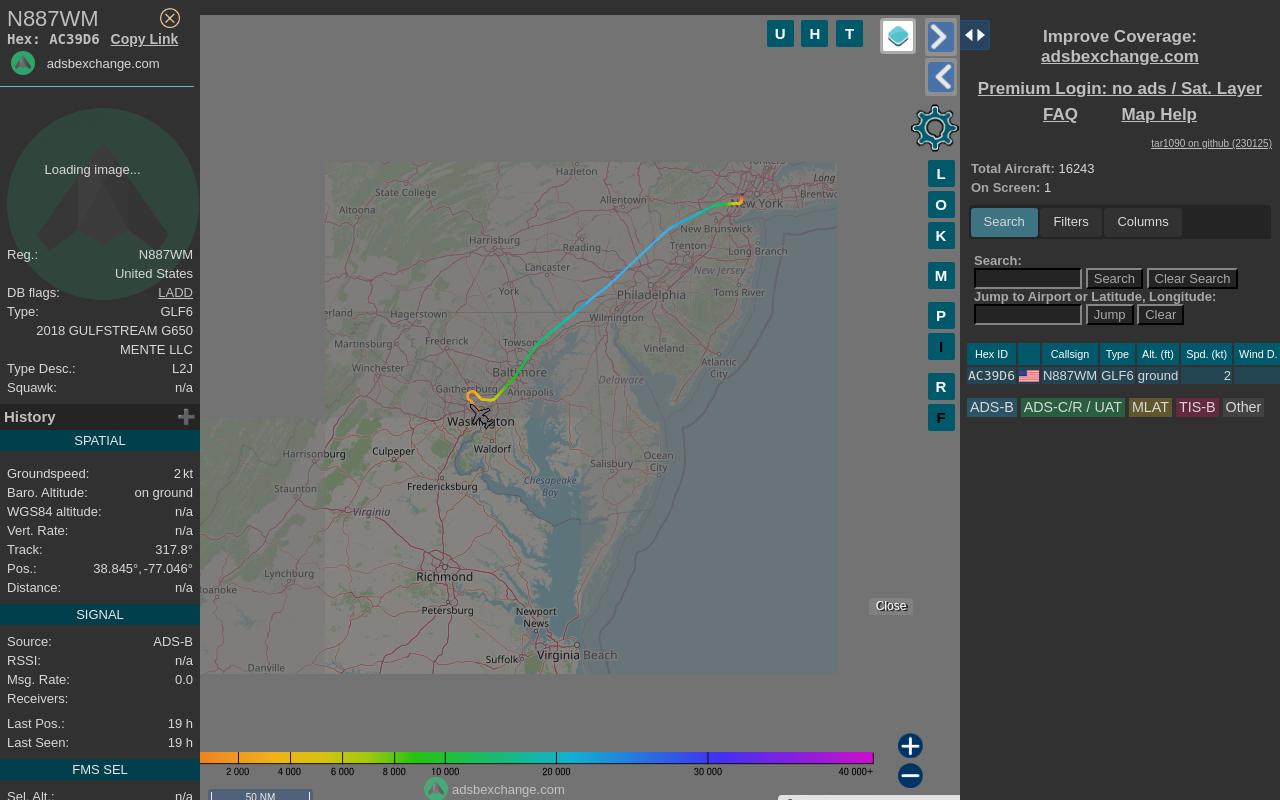 N887WM
Hex: AC39D6 Copy Link
adsbexchange.com
Loading image...
Reg.: N887WM
United States
DB flags: LADD
Type: GLF6
2018 GULFSTREAM G650
MENTE LLC
Type Desc.: L2J
Squawk: n/a
History
SPATIAL
Groundspeed: 2 kt
Baro. Altitude: on ground
WGS84 altitude: n/a
Vert. Rate: n/a
Track: 317.8°
Pos.: 38.845°, -77.046°
Distance: n/a
SIGNAL
Source: ADS-B
RSSI: n/a
Msg. Rate: 0.0
Receivers:
Last Pos.: 19 h
Last Seen: 19 h
FMS SEL
Sel. Alt.: n/a
U H T
L
O
K
M
P
I
R
F
Hazleton
State College
Allentown
Altoona
Long
Brentwo
New York
New Brunswick
Harrisburg
Reading
Trenton
Long Branch
Lancaster
New Jersey
York
Philadelphia
Toms River
erland
Hagerstown
Wilmington
Martinsburg
Frederick
Towson
Vineland
Winchester
Baltimore
Atlantic
City
Delaware
Gaithersburg
Annapolis
Washington
Waldorf
Harrisonburg
Culpeper
Salisbury
Ocean
City
Fredericksburg
Chesapeake
Bay
Staunton
Virginia
Lynchburg
Roanoke
Richmond
Petersburg
Newport
News
Virginia Beach
Suffolk
Danville
Close
2 000 4 000 6 000 8 000 10 000 20 000 30 000 40 000+
adsbexchange.com
50 NM
Improve Coverage:
adsbexchange.com
Premium Login: no ads / Sat. Layer
FAQ Map Help
tar1090 on github (230125)
Total Aircraft: 16243
On Screen: 1
Search Filters Columns
Search:
Search Clear Search
Jump to Airport or Latitude, Longitude:
Jump Clear
Hex ID Callsign Type Alt. (ft) Spd. (kt) Wind D.
AC39D6 N887WM GLF6 ground 2
ADS-B ADS-C/R / UAT MLAT TIS-B Other